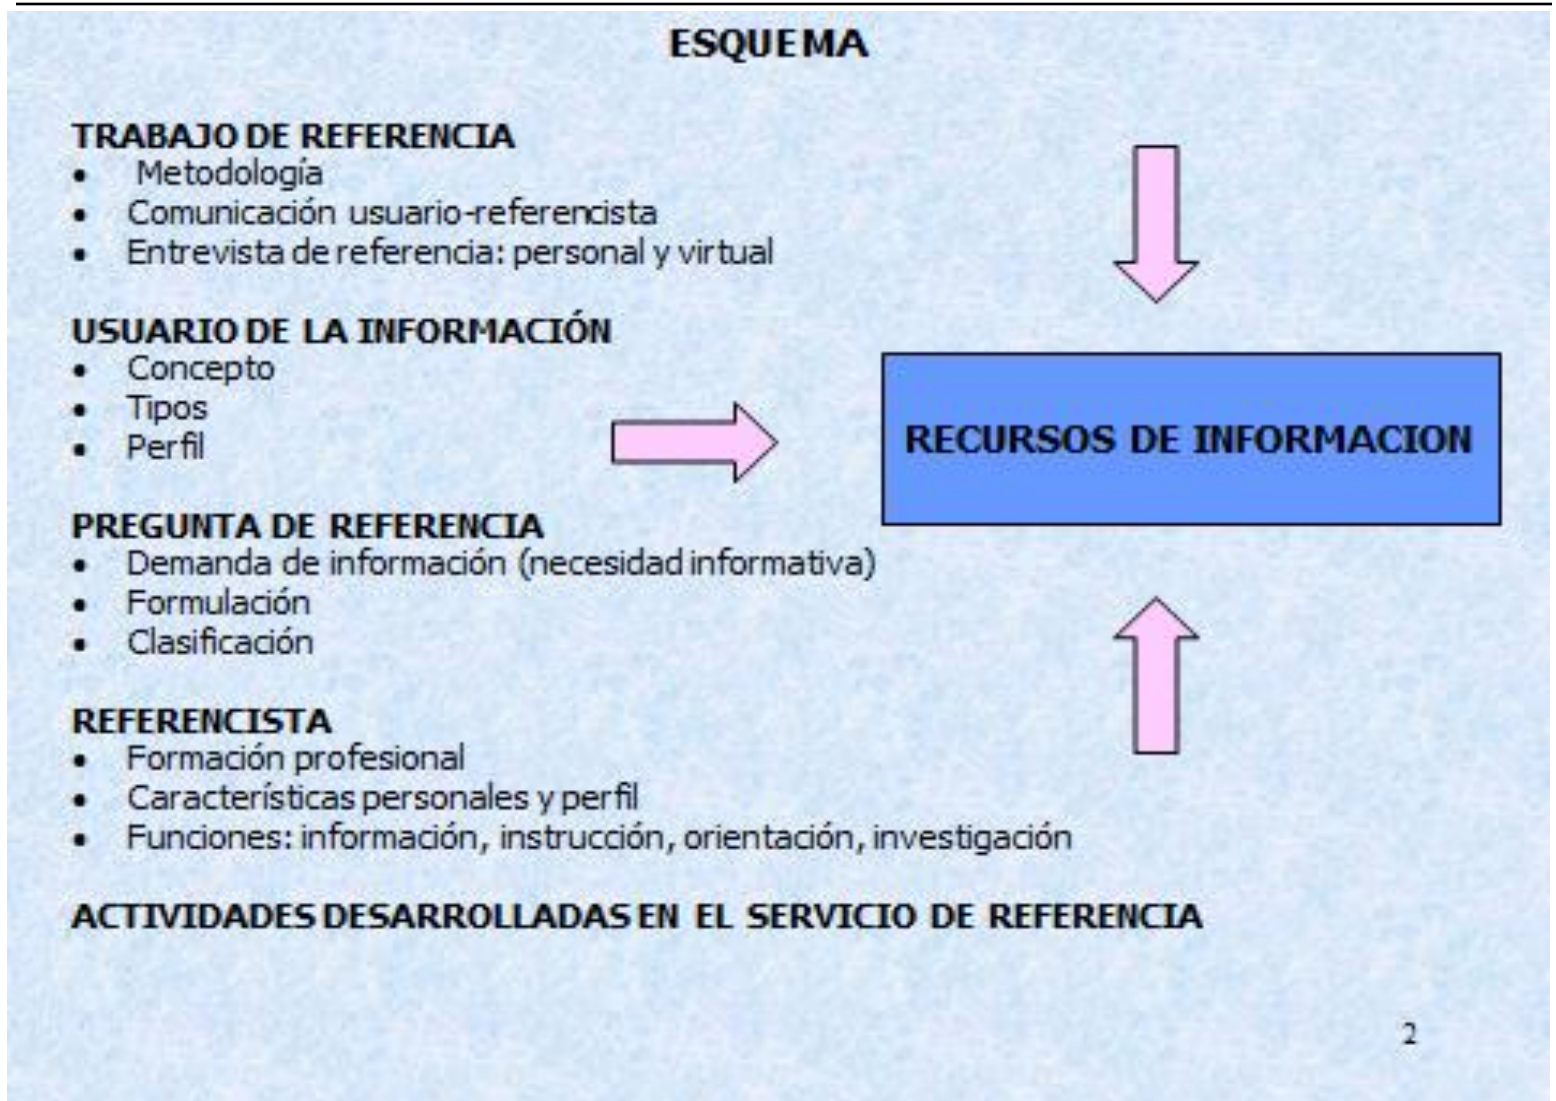 ESQUEMA
TRABAJO DE REFERENCIA
• Metodología
• Comunicación usuario-referencista
• Entrevista de referencia: personal y virtual
USUARIO DE LA INFORMACIÓN
• Concepto
• Tipos
• Perfil
RECURSOS DE INFORMACION
PREGUNTA DE REFERENCIA
• Demanda de información (necesidad informativa)
• Formulación
• Clasificación
REFERENCISTA
• Formación profesional
• Características personales y perfil
• Funciones: información, instrucción, orientación, investigación
ACTIVIDADES DESARROLLADAS EN EL SERVICIO DE REFERENCIA
2